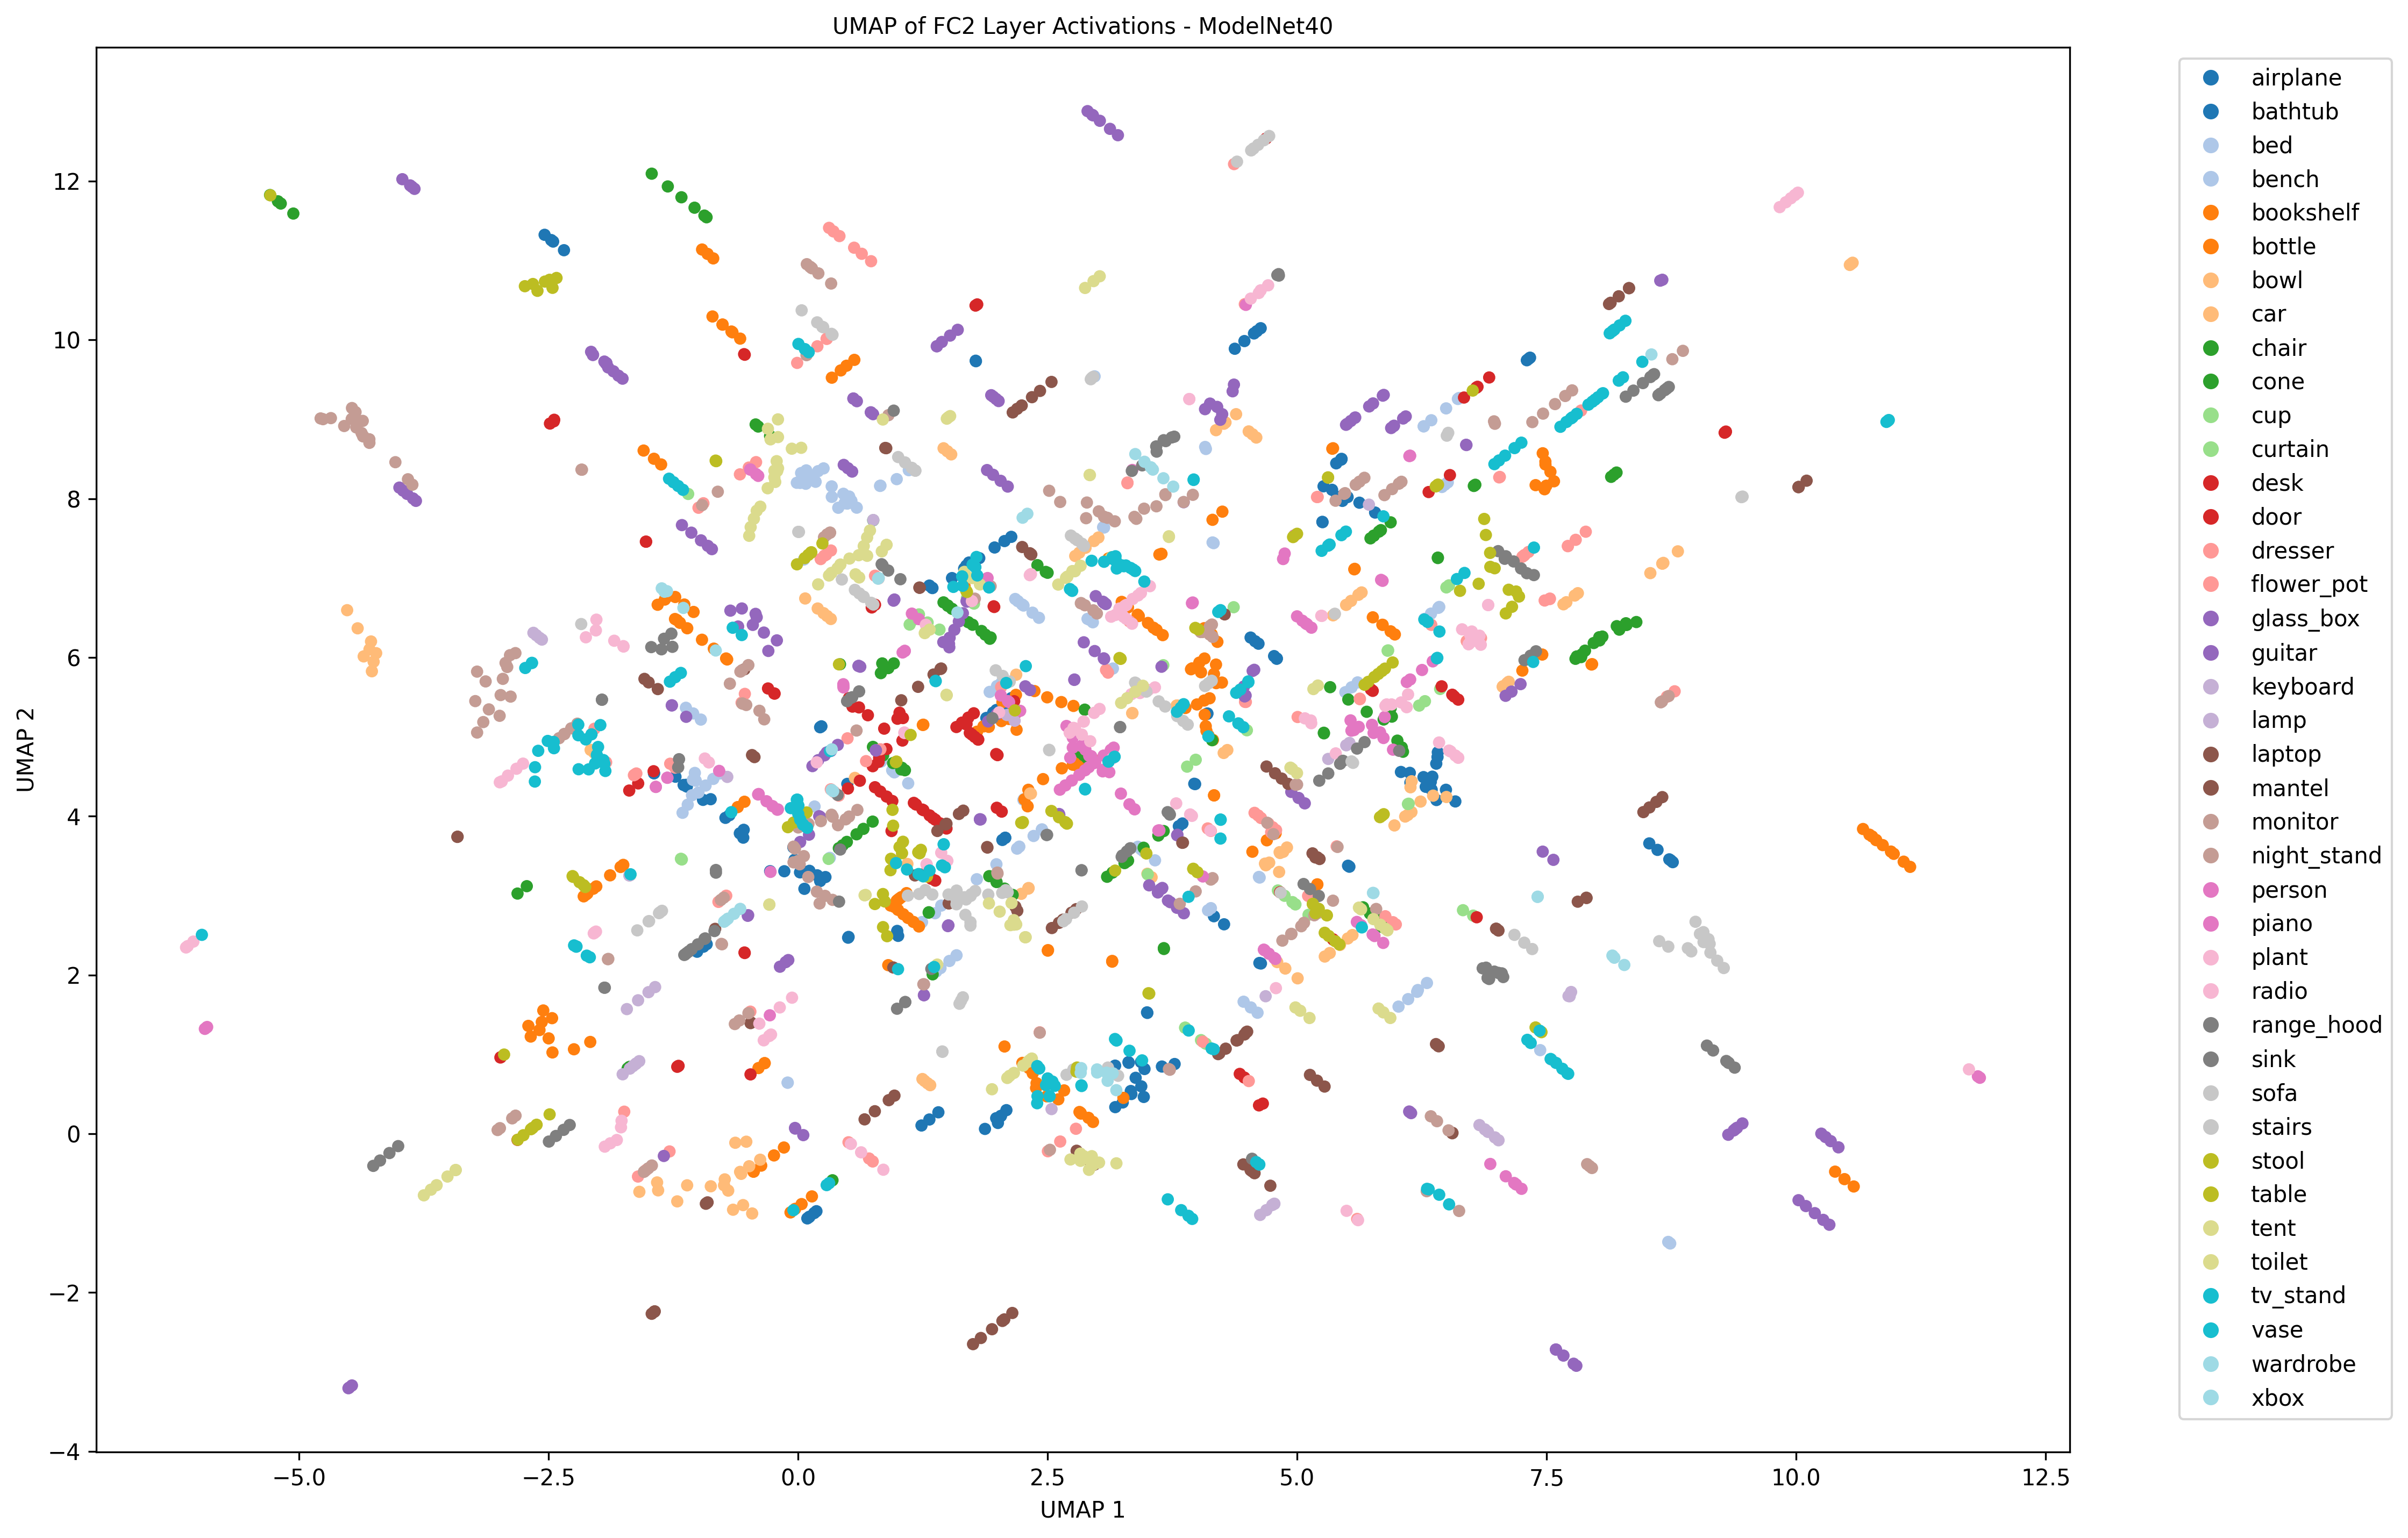 UMAP of FC2 Layer Activations - ModelNet40
UMAP 2
12
10
8
6
4
2
0
−2
−4
−5.0 −2.5 0.0 2.5 5.0 7.5 10.0 12.5
UMAP 1
airplane
bathtub
bed
bench
bookshelf
bottle
bowl
car
chair
cone
cup
curtain
desk
door
dresser
flower_pot
glass_box
guitar
keyboard
lamp
laptop
mantel
monitor
night_stand
person
piano
plant
radio
range_hood
sink
sofa
stairs
stool
table
tent
toilet
tv_stand
vase
wardrobe
xbox